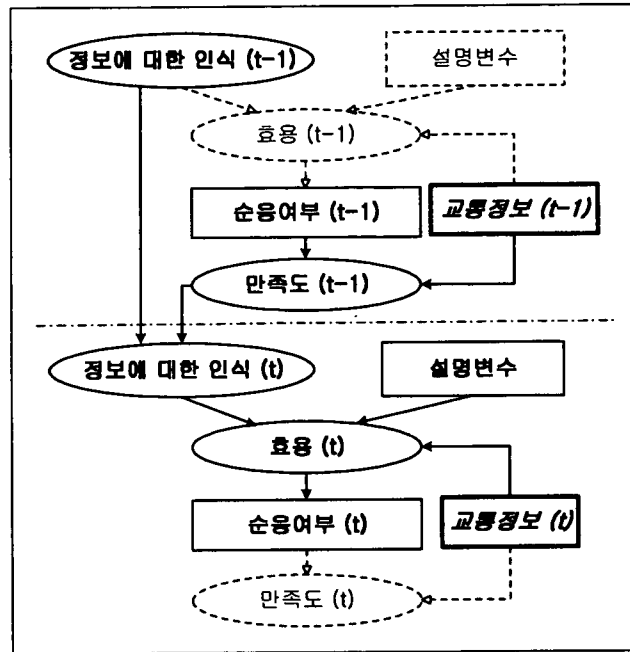 정보에 대한 인식 (t-1)
설명변수
효용 (t-1)
순응여부 (t-1)
교통정보 (t-1)
만족도 (t-1)
정보에 대한 인식 (t)
설명변수
효용 (t)
순응여부 (t)
교통정보 (t)
만족도 (t)